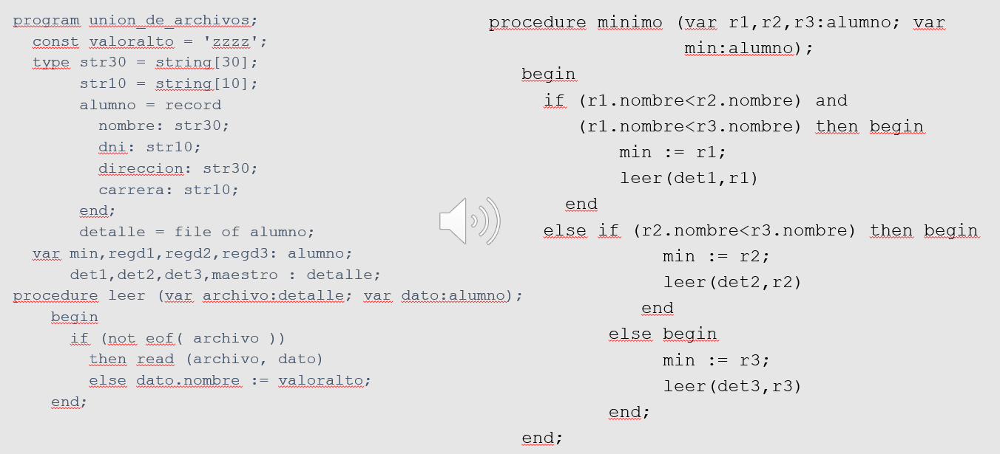 program union_de_archivos;
const valoralto = 'zzzz';
type str30 = string[30];
str10 = string[10];
alumno = record
nombre: str30;
dni: str10;
direccion: str30;
carrera: str10;
end;
detalle = file of alumno;
var min,regd1,regd2,regd3: alumno;
det1,det2,det3,maestro : detalle;
procedure leer (var archivo:detalle; var dato:alumno);
begin
if (not eof( archivo ))
then read (archivo, dato)
else dato.nombre := valoralto;
end;
procedure minimo (var r1,r2,r3:alumno; var
min:alumno);
begin
if (r1.nombre<r2.nombre) and
(r1.nombre<r3.nombre) then begin
min := r1;
leer(det1,r1)
end
else if (r2.nombre<r3.nombre) then begin
min := r2;
leer(det2,r2)
end
else begin
min := r3;
leer(det3,r3)
end;
end;